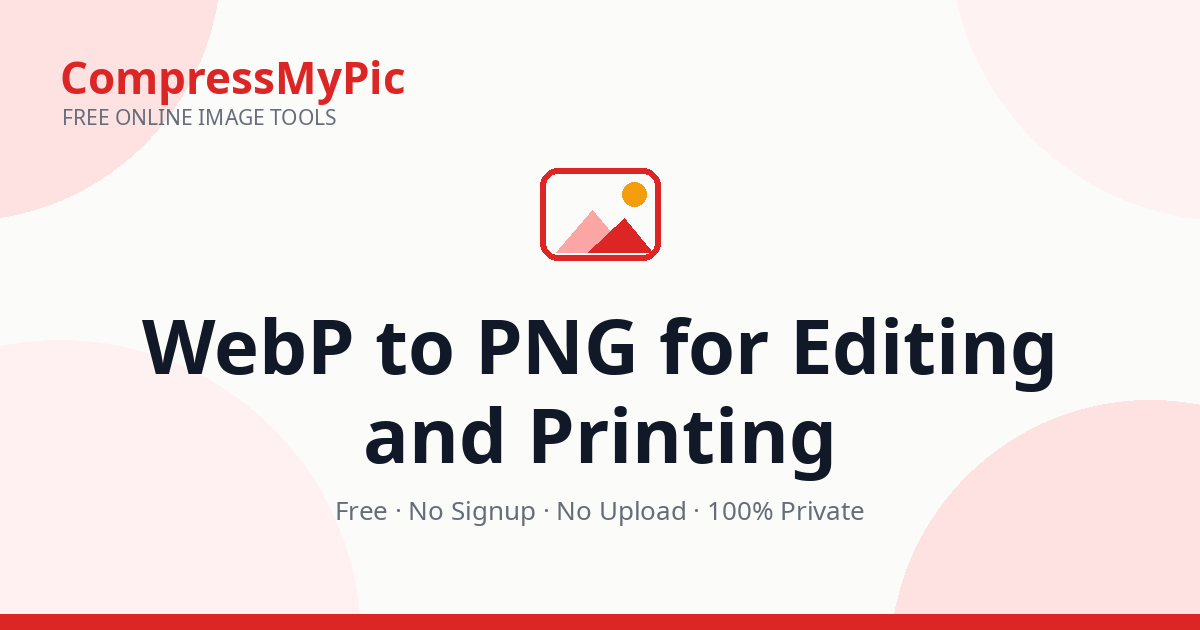 CompressMyPic
FREE ONLINE IMAGE TOOLS
WebP to PNG for Editing
and Printing
Free · No Signup · No Upload · 100% Private